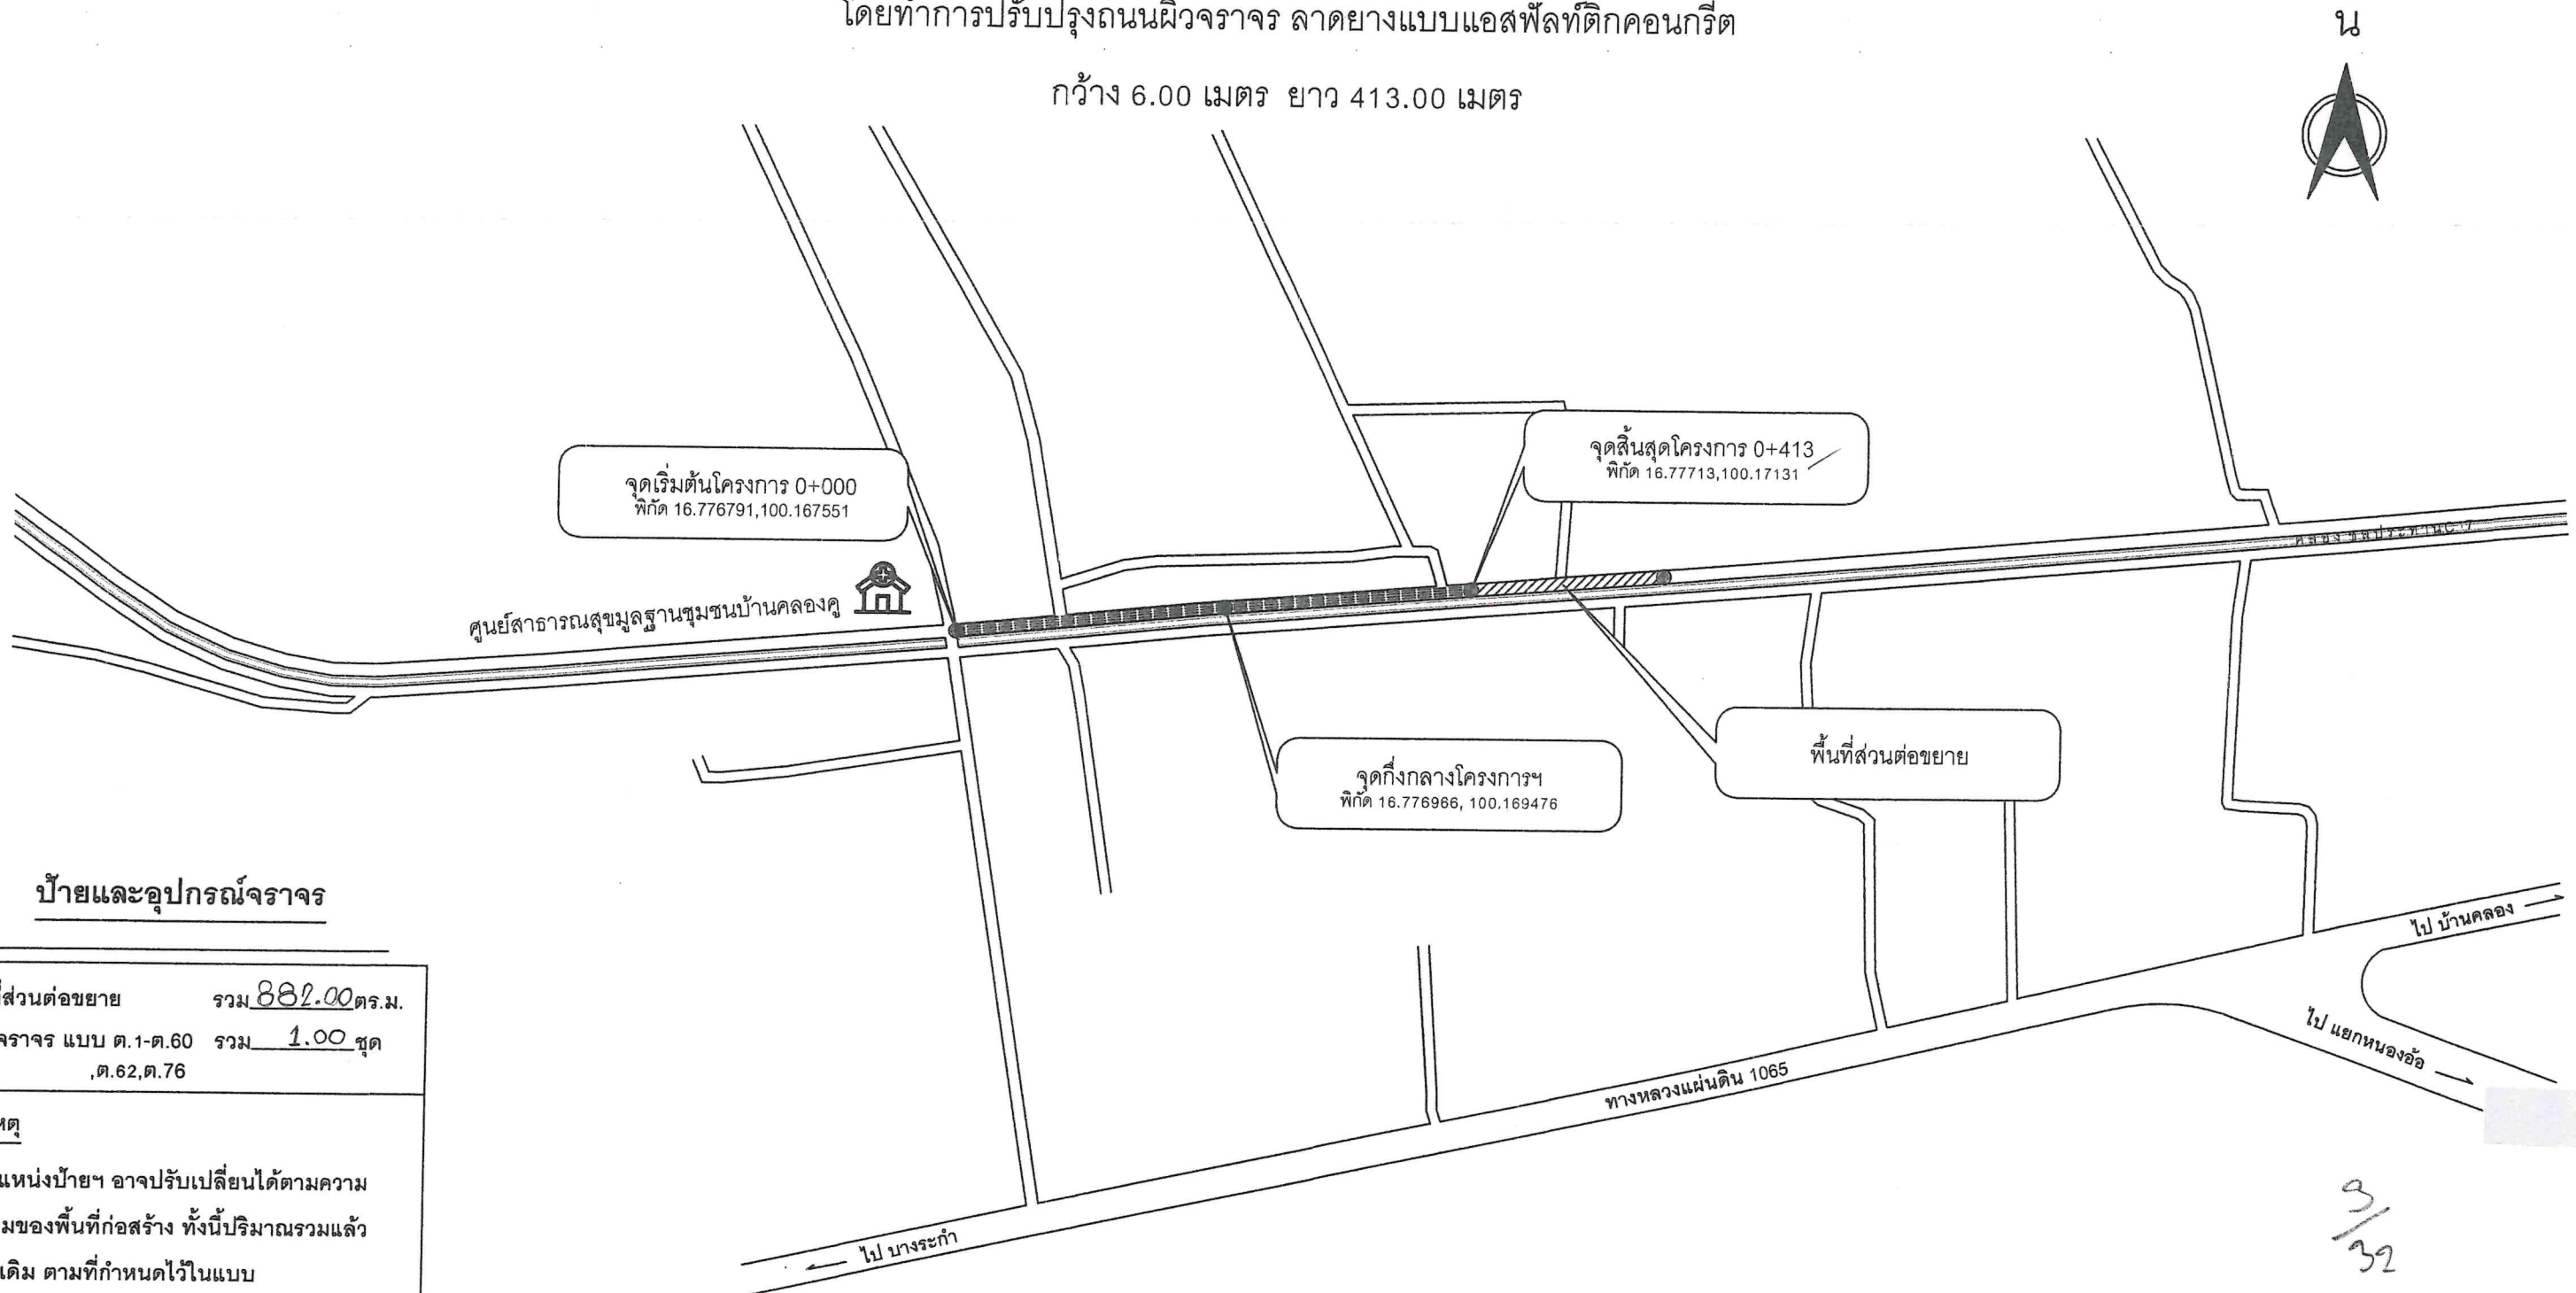 โดยทำการปรับปรุงถนนผิวจราจร ลาดยางแบบแอสฟัลท์ติกคอนกรีต
กว้าง 6.00 เมตร ยาว 413.00 เมตร
น
จุดเริ่มต้นโครงการ 0+000
พิกัด 16.776791,100.167551
จุดสิ้นสุดโครงการ 0+413
พิกัด 16.77713,100.17131
คลอง ชลประทานC-7
ศูนย์สาธารณสุขมูลฐานชุมชนบ้านคลองคู
จุดกึ่งกลางโครงการฯ
พิกัด 16.776966, 100.169476
พื้นที่ส่วนต่อขยาย
ป้ายและอุปกรณ์จราจร
ส่วนต่อขยาย รวม 882.00 ตร.ม.
จราจร แบบ ต.1-ต.60 รวม 1.00 ชุด
,ต.62,ต.76
หตุ
แหน่งป้ายฯ อาจปรับเปลี่ยนได้ตามความ
มของพื้นที่ก่อสร้าง ทั้งนี้ปริมาณรวมแล้ว
เดิม ตามที่กำหนดไว้ในแบบ
ไป บ้านคลอง
ไป แยกหนองอ้อ
ทางหลวงแผ่นดิน 1065
ไป บางระกำ
9/32